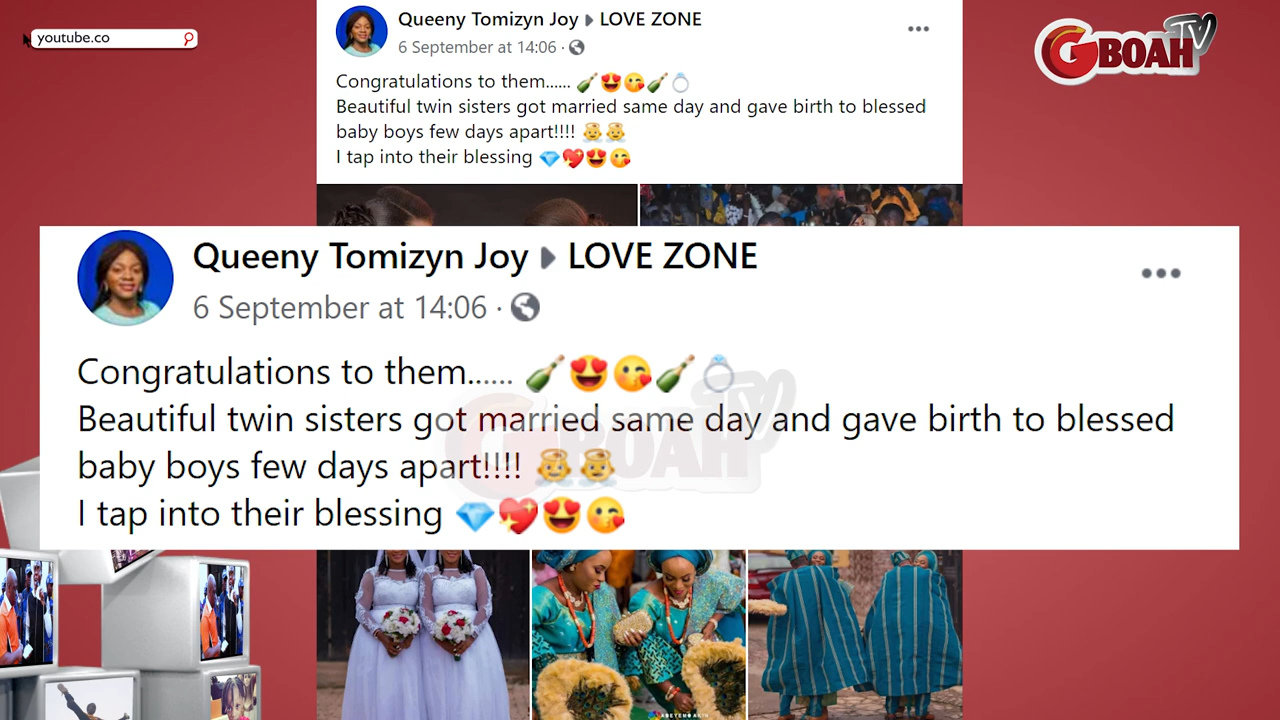 youtube.co
GBOAH TV
Queeny Tomizyn Joy ▸ LOVE ZONE
6 September at 14:06 ·
Congratulations to them...... 🍾😍😘🍾💍
Beautiful twin sisters got married same day and gave birth to blessed
baby boys few days apart!!!! 👼👼
I tap into their blessing 💎💖😍😘
Queeny Tomizyn Joy ▸ LOVE ZONE
6 September at 14:06 ·
Congratulations to them...... 🍾😍😘🍾💍
Beautiful twin sisters got married same day and gave birth to blessed
baby boys few days apart!!!! 👼👼
I tap into their blessing 💎💖😍😘
GBOAH TV